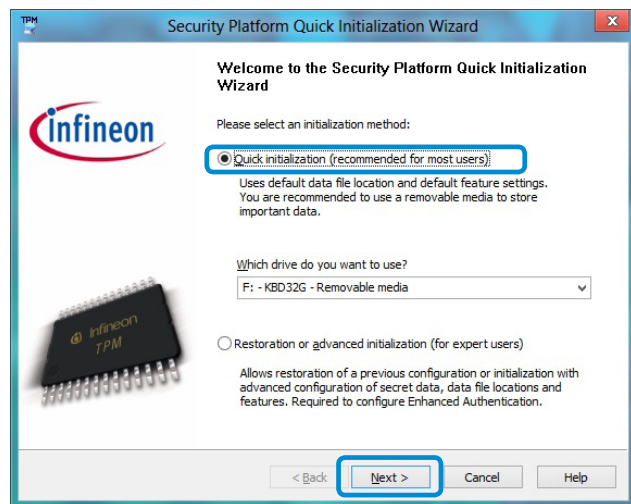 TPM
Security Platform Quick Initialization Wizard
X
Welcome to the Security Platform Quick Initialization
Wizard
infineon
Please select an initialization method:
Quick initialization (recommended for most users)
Uses default data file location and default feature settings.
You are recommended to use a removable media to store
important data.
Which drive do you want to use?
F: - KBD32G - Removable media
infineon
TPM
Restoration or advanced initialization (for expert users)
Allows restoration of a previous configuration or initialization with
advanced configuration of secret data, data file locations and
features. Required to configure Enhanced Authentication.
< Back Next > Cancel Help